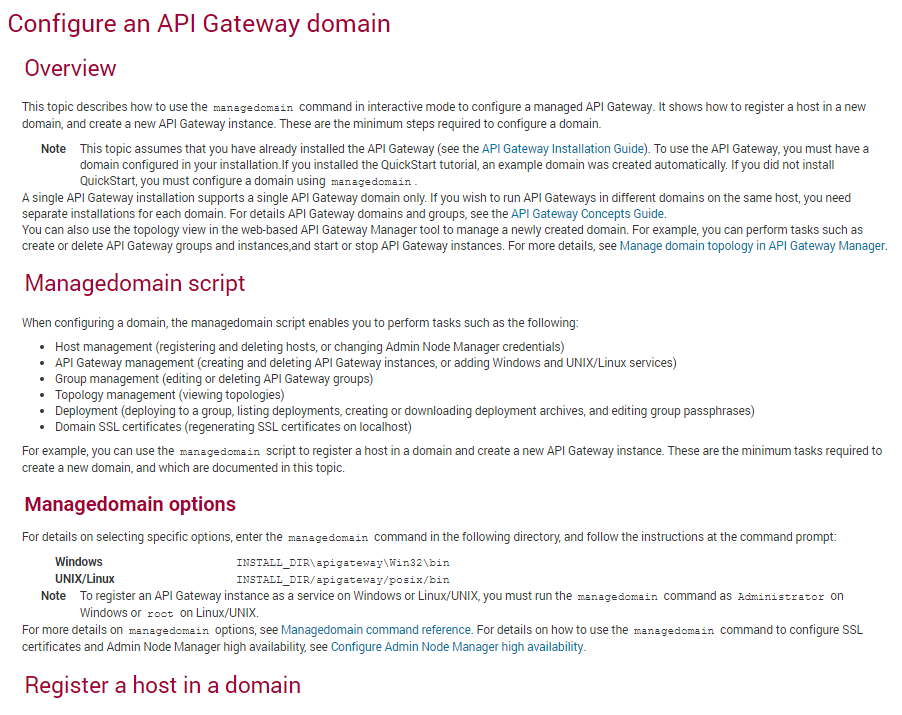 Configure an API Gateway domain
Overview
This topic describes how to use the managedomain command in interactive mode to configure a managed API Gateway. It shows how to register a host in a new
domain, and create a new API Gateway instance. These are the minimum steps required to configure a domain.
Note This topic assumes that you have already installed the API Gateway (see the API Gateway Installation Guide). To use the API Gateway, you must have a
domain configured in your installation.If you installed the QuickStart tutorial, an example domain was created automatically. If you did not install
QuickStart, you must configure a domain using managedomain .
A single API Gateway installation supports a single API Gateway domain only. If you wish to run API Gateways in different domains on the same host, you need
separate installations for each domain. For details API Gateway domains and groups, see the API Gateway Concepts Guide.
You can also use the topology view in the web-based API Gateway Manager tool to manage a newly created domain. For example, you can perform tasks such as
create or delete API Gateway groups and instances,and start or stop API Gateway instances. For more details, see Manage domain topology in API Gateway Manager.
Managedomain script
When configuring a domain, the managedomain script enables you to perform tasks such as the following:
• Host management (registering and deleting hosts, or changing Admin Node Manager credentials)
• API Gateway management (creating and deleting API Gateway instances, or adding Windows and UNIX/Linux services)
• Group management (editing or deleting API Gateway groups)
• Topology management (viewing topologies)
• Deployment (deploying to a group, listing deployments, creating or downloading deployment archives, and editing group passphrases)
• Domain SSL certificates (regenerating SSL certificates on localhost)
For example, you can use the managedomain script to register a host in a domain and create a new API Gateway instance. These are the minimum tasks required to
create a new domain, and which are documented in this topic.
Managedomain options
For details on selecting specific options, enter the managedomain command in the following directory, and follow the instructions at the command prompt:
Windows INSTALL_DIR\apigateway\Win32\bin
UNIX/Linux INSTALL_DIR/apigateway/posix/bin
Note To register an API Gateway instance as a service on Windows or Linux/UNIX, you must run the managedomain command as Administrator on
Windows or root on Linux/UNIX.
For more details on managedomain options, see Managedomain command reference. For details on how to use the managedomain command to configure SSL
certificates and Admin Node Manager high availability, see Configure Admin Node Manager high availability.
Register a host in a domain